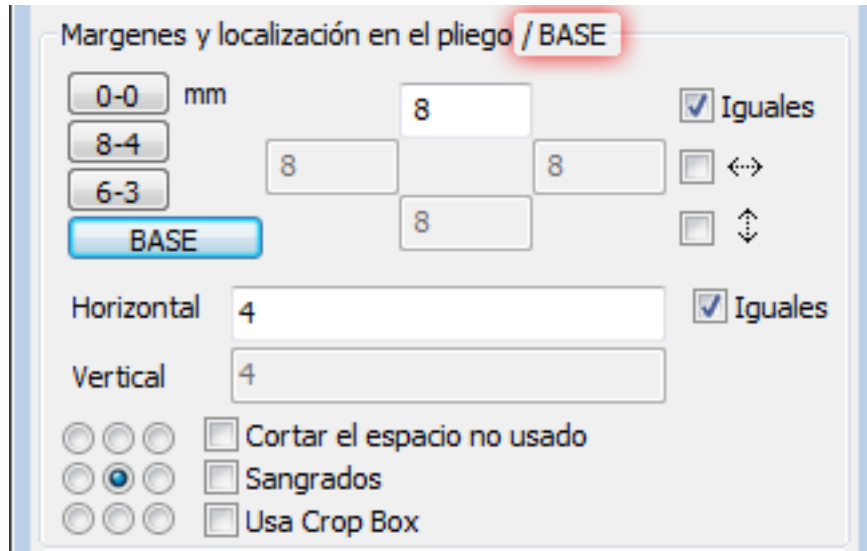 Margenes y localización en el pliego / BASE
0-0 mm 8 Iguales
8-4 8 8
6-3
BASE 8
Horizontal 4 Iguales
Vertical 4
Cortar el espacio no usado
Sangrados
Usa Crop Box